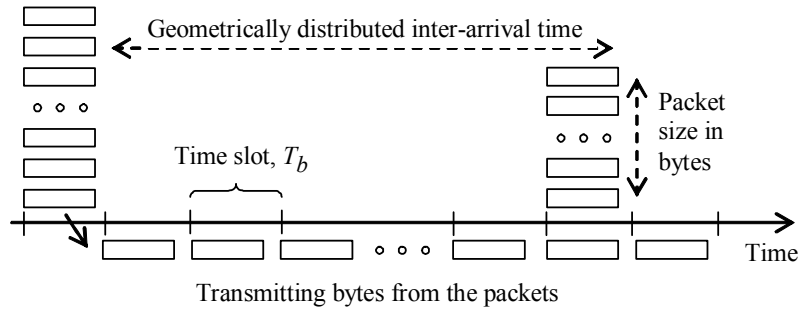 Geometrically distributed inter-arrival time
Packet
size in
bytes
Time slot, T_b
Time
Transmitting bytes from the packets